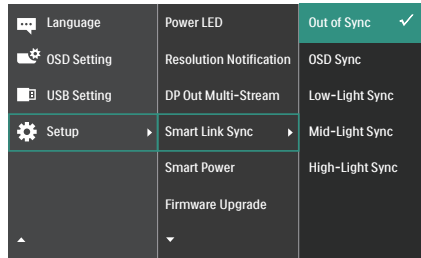 Language
OSD Setting
USB Setting
Setup
Power LED
Resolution Notification
DP Out Multi-Stream
Smart Link Sync
Smart Power
Firmware Upgrade
Out of Sync
OSD Sync
Low-Light Sync
Mid-Light Sync
High-Light Sync